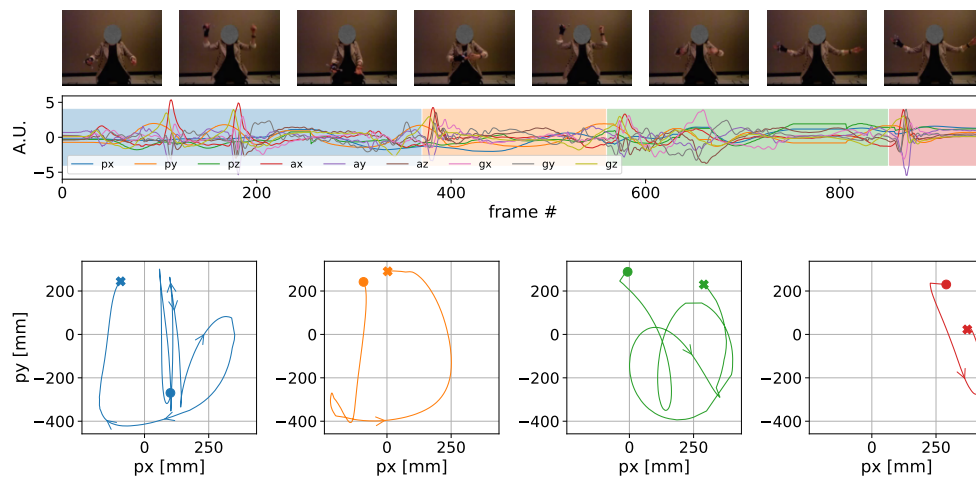 A.U.
5
0
−5
px py pz ax ay az gx gy gz
0 200 400 600 800
frame #
py [mm]
200 200 200 200
0 0 0 0
−200 −200 −200 −200
−400 −400 −400 −400
0 250 0 250 0 250 0 250
px [mm] px [mm] px [mm] px [mm]